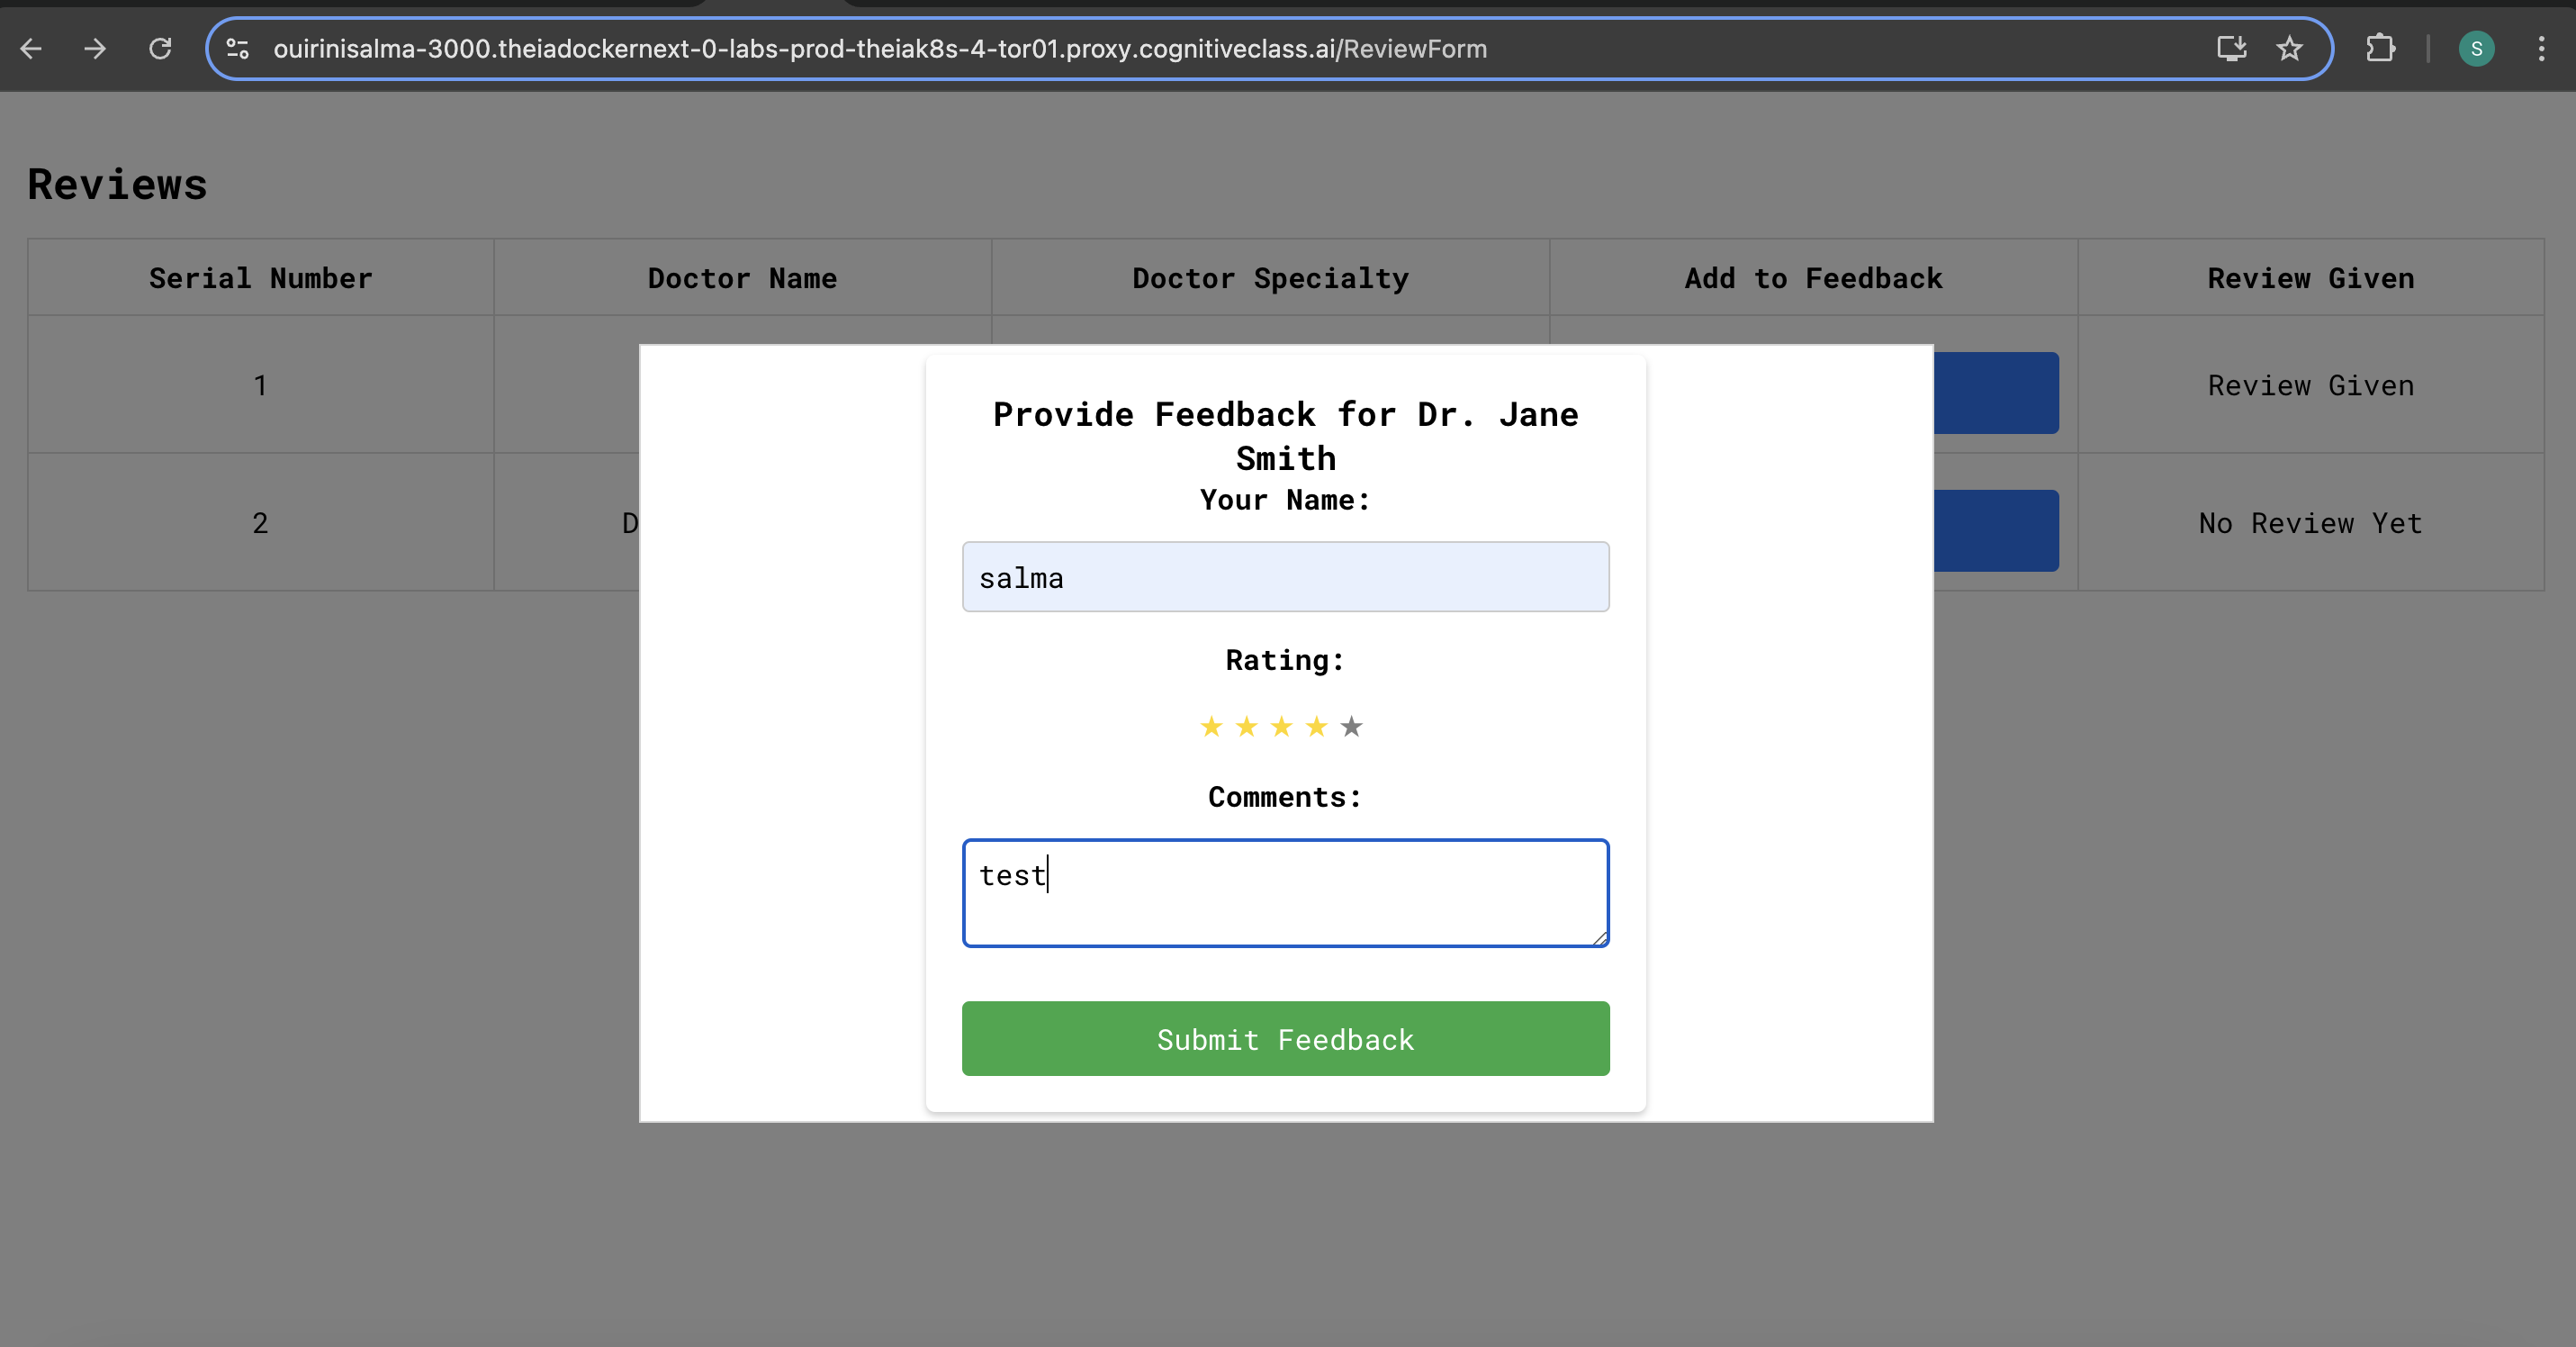 ouirinisalma-3000.theiadockernext-0-labs-prod-theiak8s-4-tor01.proxy.cognitiveclass.ai/ReviewForm
S
Reviews
Serial Number Doctor Name Doctor Specialty Add to Feedback Review Given
1 Review Given
2 D No Review Yet
Provide Feedback for Dr. Jane
Smith
Your Name:
salma
Rating:
Comments:
test
Submit Feedback